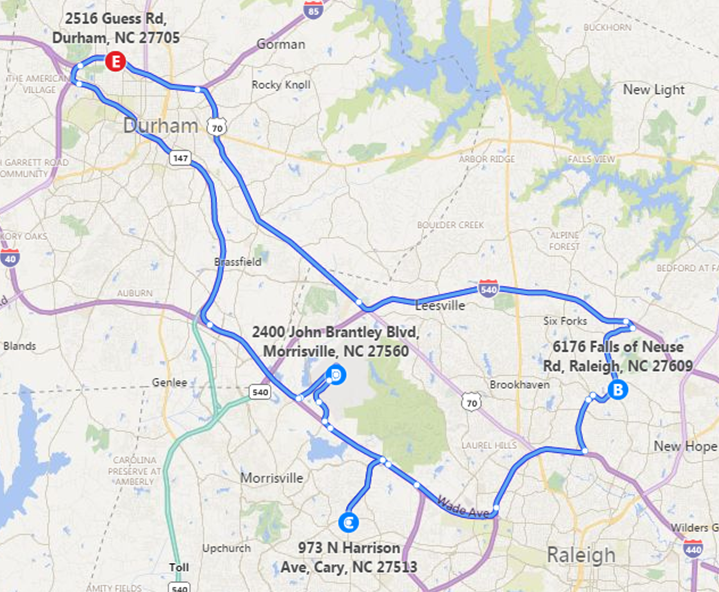 2516 Guess Rd,
Durham, NC 27705
85
Gorman
BUCKHORN
E
THE AMERICAN
VILLAGE
Rocky Knoll
New Light
Durham
70
147
ARBOR RIDGE
FALLS VIEW
GARRETT ROAD
COMMUNITY
BOULDER CREEK
ORY OAKS
ALPINE
FOREST
40
Brassfield
BEDFORD AT FA
540
AUBURN
Leesville
Six Forks
2400 John Brantley Blvd,
Morrisville, NC 27560
Blands
6176 Falls of Neuse
Rd, Raleigh, NC 27609
Genlee
D
540
Brookhaven
B
70
LAUREL HILLS
New Hope
CAROLINA
PRESERVE AT
AMBERLY
Morrisville
Wade Ave
C
Wilders G
973 N Harrison
Ave, Cary, NC 27513
Upchurch
Raleigh
440
Toll
540
AMITY FIELDS